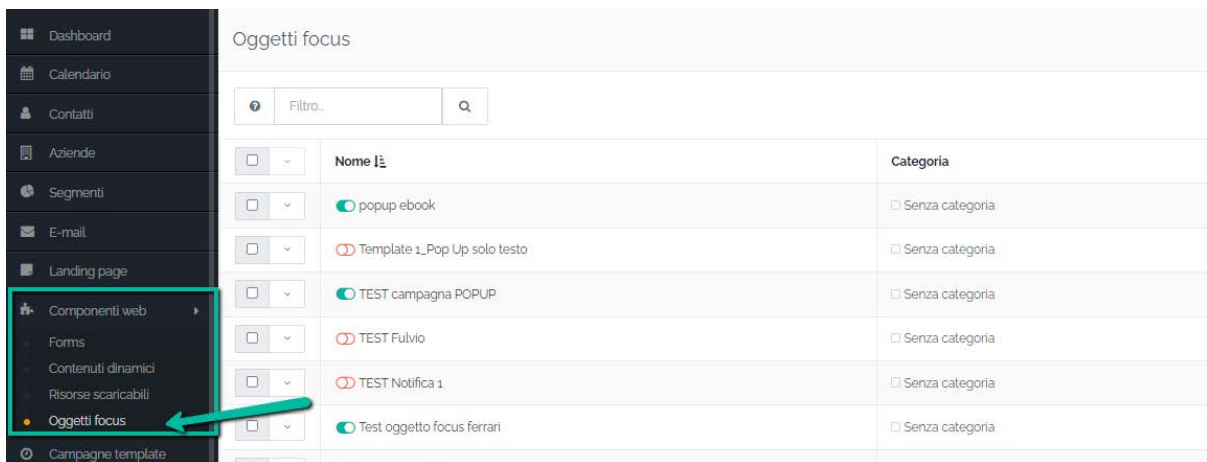 Dashboard
Calendario
Contatti
Aziende
Segmenti
E-mail
Landing page
Componenti web
Forms
Contenuti dinamici
Risorse scaricabili
Oggetti focus
Campagne template
Oggetti focus
Filtro...
Nome Categoria
popup ebook Senza categoria
Template 1_Pop Up solo testo Senza categoria
TEST campagna POPUP Senza categoria
TEST Fulvio Senza categoria
TEST Notifica 1 Senza categoria
Test oggetto focus ferrari Senza categoria